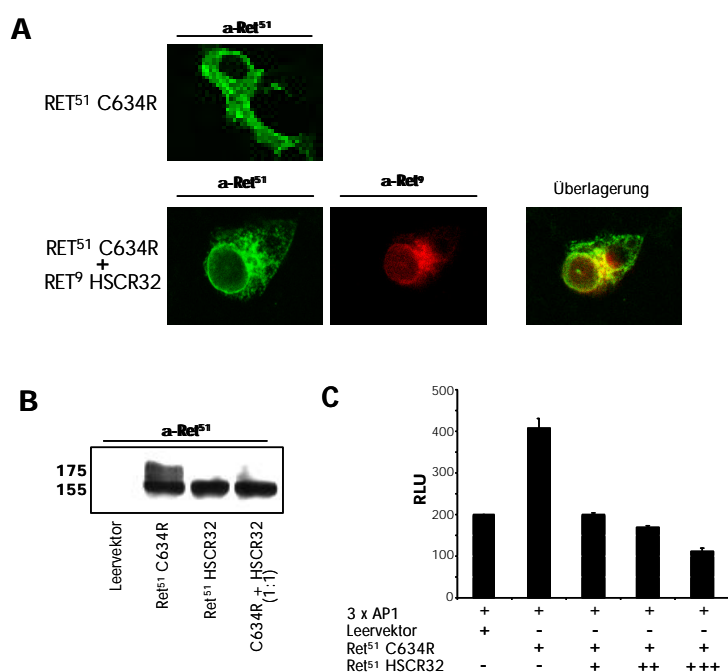 A
a-Ret⁵¹
RET⁵¹ C634R
a-Ret⁵¹
a-Ret⁹
Überlagerung
RET⁵¹ C634R
+
RET⁹ HSCR32
B
a-Ret⁵¹
175
155
Leervektor
Ret⁵¹ C634R
Ret⁵¹ HSCR32
C634R + HSCR32
(1:1)
C
RLU
500
400
300
200
100
0
3 x AP1 + + + + +
Leervektor + - - - -
Ret⁵¹ C634R - + + + +
Ret⁵¹ HSCR32 - - + ++ +++